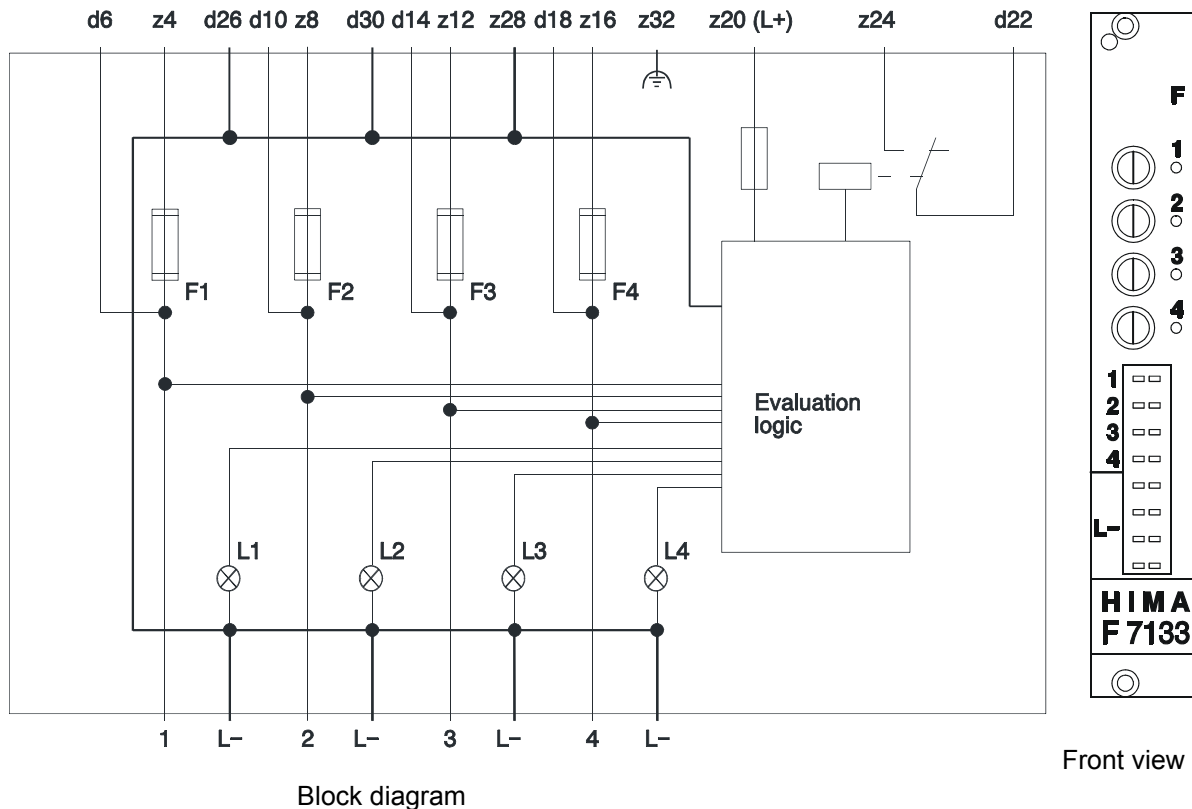 d6 z4 d26 d10 z8 d30 d14 z12 z28 d18 z16 z32 z20 (L+) z24 d22
F1 F2 F3 F4
Evaluation
logic
L1 L2 L3 L4
1 L– 2 L– 3 L– 4 L–
Block diagram
F
1
2
3
4
1
2
3
4
L–
HIMA
F 7133
Front view